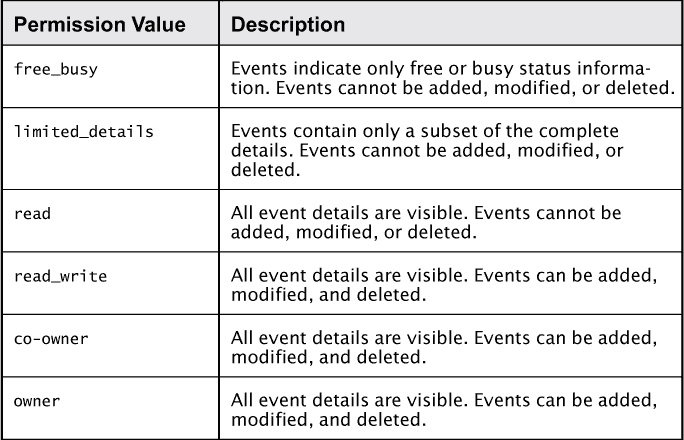 Permission Value Description
free_busy Events indicate only free or busy status informa-
tion. Events cannot be added, modified, or deleted.
limited_details Events contain only a subset of the complete
details. Events cannot be added, modified, or
deleted.
read All event details are visible. Events cannot be
added, modified, or deleted.
read_write All event details are visible. Events can be added,
modified, and deleted.
co-owner All event details are visible. Events can be added,
modified, and deleted.
owner All event details are visible. Events can be added,
modified, and deleted.